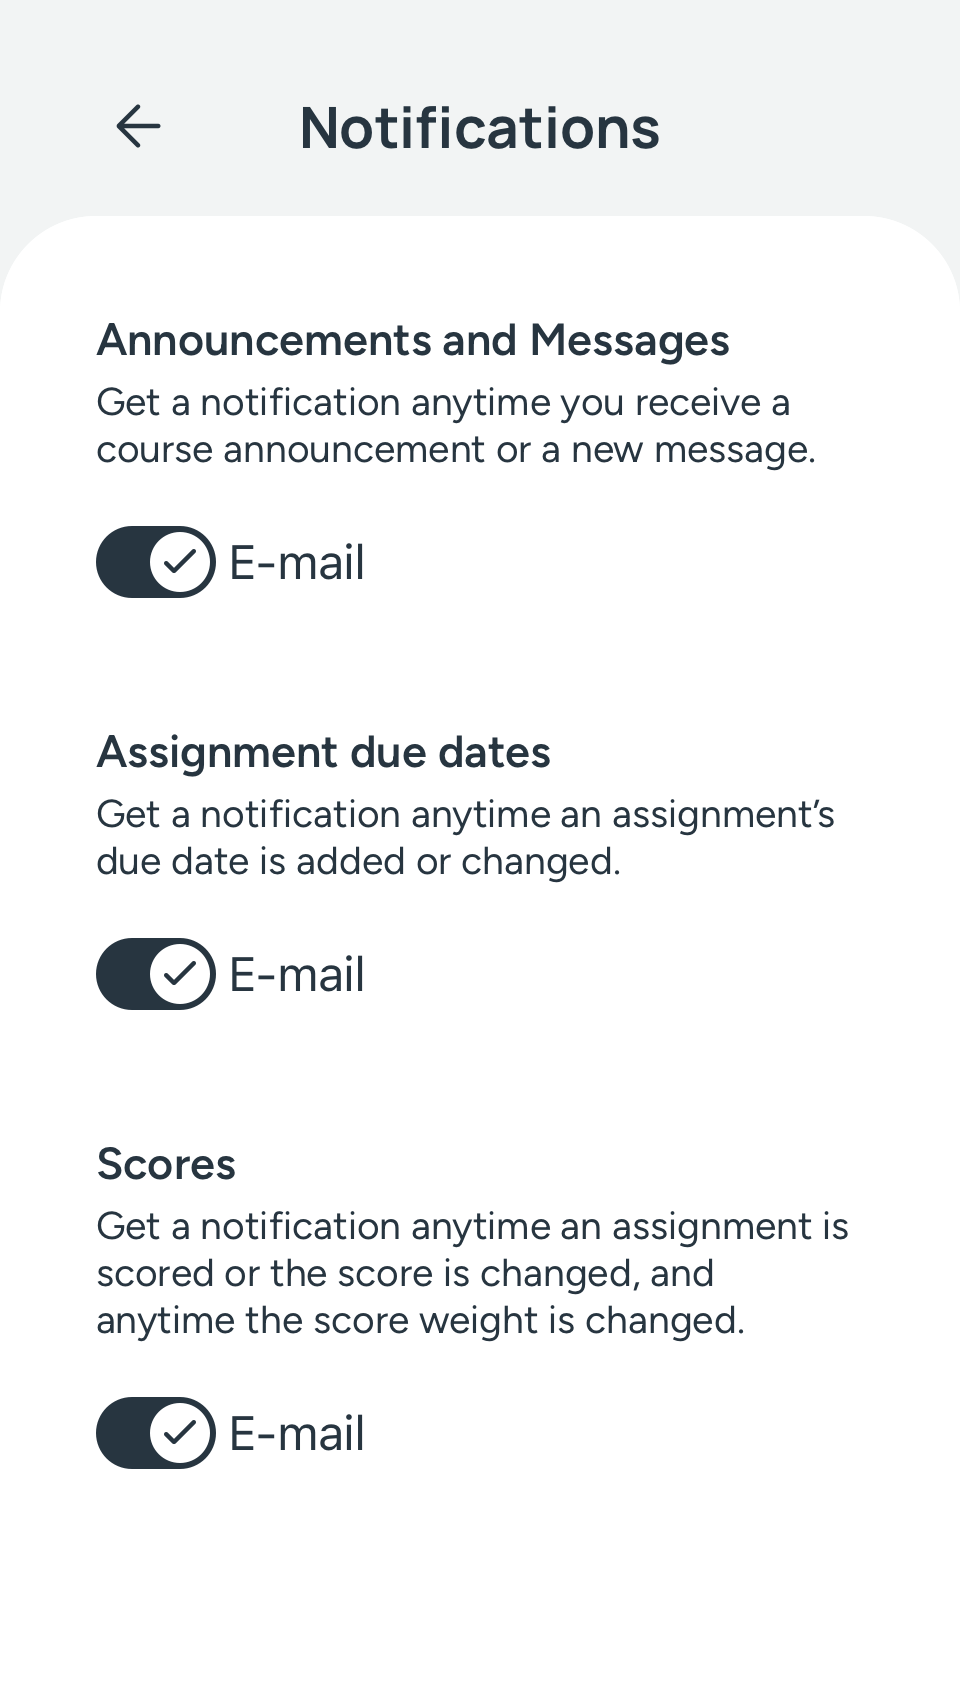 Notifications
Announcements and Messages
Get a notification anytime you receive a
course announcement or a new message.
E-mail
Assignment due dates
Get a notification anytime an assignment’s
due date is added or changed.
E-mail
Scores
Get a notification anytime an assignment is
scored or the score is changed, and
anytime the score weight is changed.
E-mail